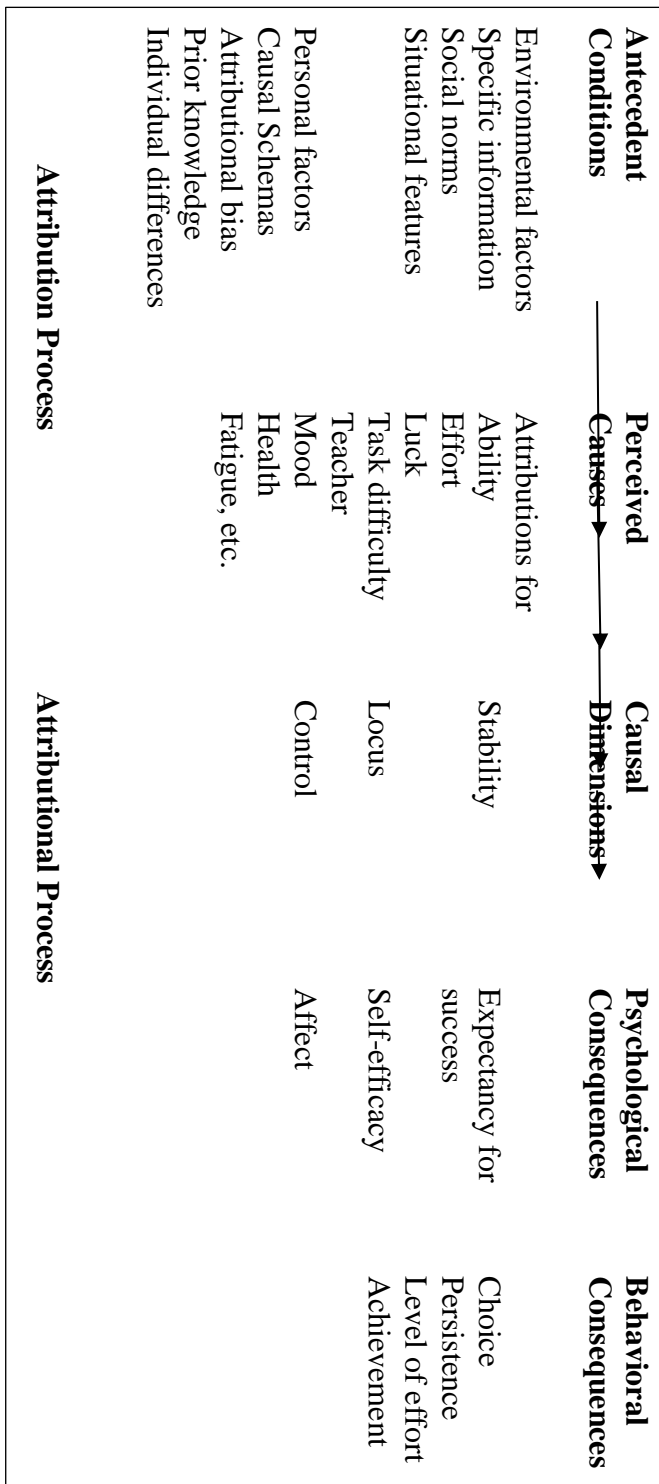 Antecedent
Conditions
Environmental factors
Specific information
Social norms
Situational features
Personal factors
Causal Schemas
Attributional bias
Prior knowledge
Individual differences
Perceived
Causes
Attributions for
Ability
Effort
Luck
Task difficulty
Teacher
Mood
Health
Fatigue, etc.
Causal
Dimensions
Stability
Locus
Control
Psychological
Consequences
Expectancy for
success
Self-efficacy
Affect
Behavioral
Consequences
Choice
Persistence
Level of effort
Achievement
Attribution Process
Attributional Process